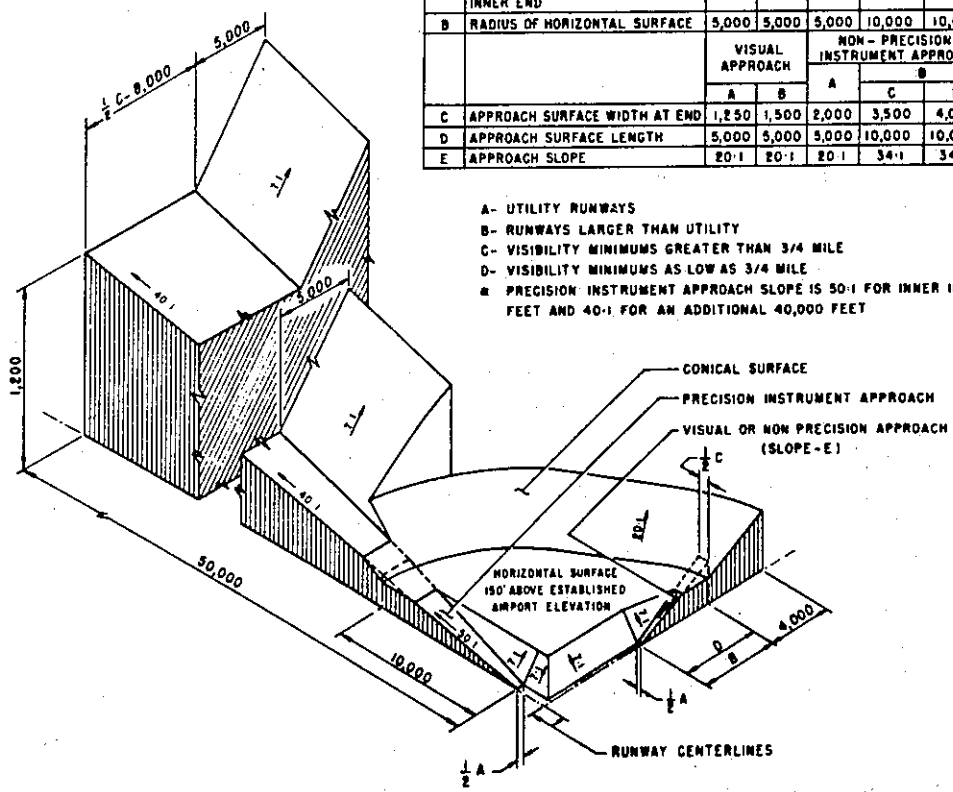 INNER END
B RADIUS OF HORIZONTAL SURFACE 5,000 5,000 5,000 10,000
VISUAL APPROACH
NON-PRECISION
A
B
A B C
C APPROACH SURFACE WIDTH AT END 1,250 1,500 2,000 3,500
D APPROACH SURFACE LENGTH 5,000 5,000 5,000 10,000
E APPROACH SLOPE 20:1 20:1 20:1 34:1
A- UTILITY RUNWAYS
B- RUNWAYS LARGER THAN UTILITY
C- VISIBILITY MINIMUMS GREATER THAN 3/4 MILE
D- VISIBILITY MINIMUMS AS LOW AS 3/4 MILE
* PRECISION INSTRUMENT APPROACH SLOPE IS 50:1 FOR INNER
FEET AND 40:1 FOR AN ADDITIONAL 40,000 FEET
5,000
1/2 C-8,000
7:1
40:1
5,000
1,200
7:1
CONICAL SURFACE
PRECISION INSTRUMENT APPROACH
VISUAL OR NON PRECISION APPROACH
(SLOPE-E)
1/2 C
40:1
20:1
50,000
HORIZONTAL SURFACE
150' ABOVE ESTABLISHED
AIRPORT ELEVATION
50:1
7:1
7:1
7:1
7:1
10,000
4,000
D
B
1/2 A
RUNWAY CENTERLINES
1/2 A